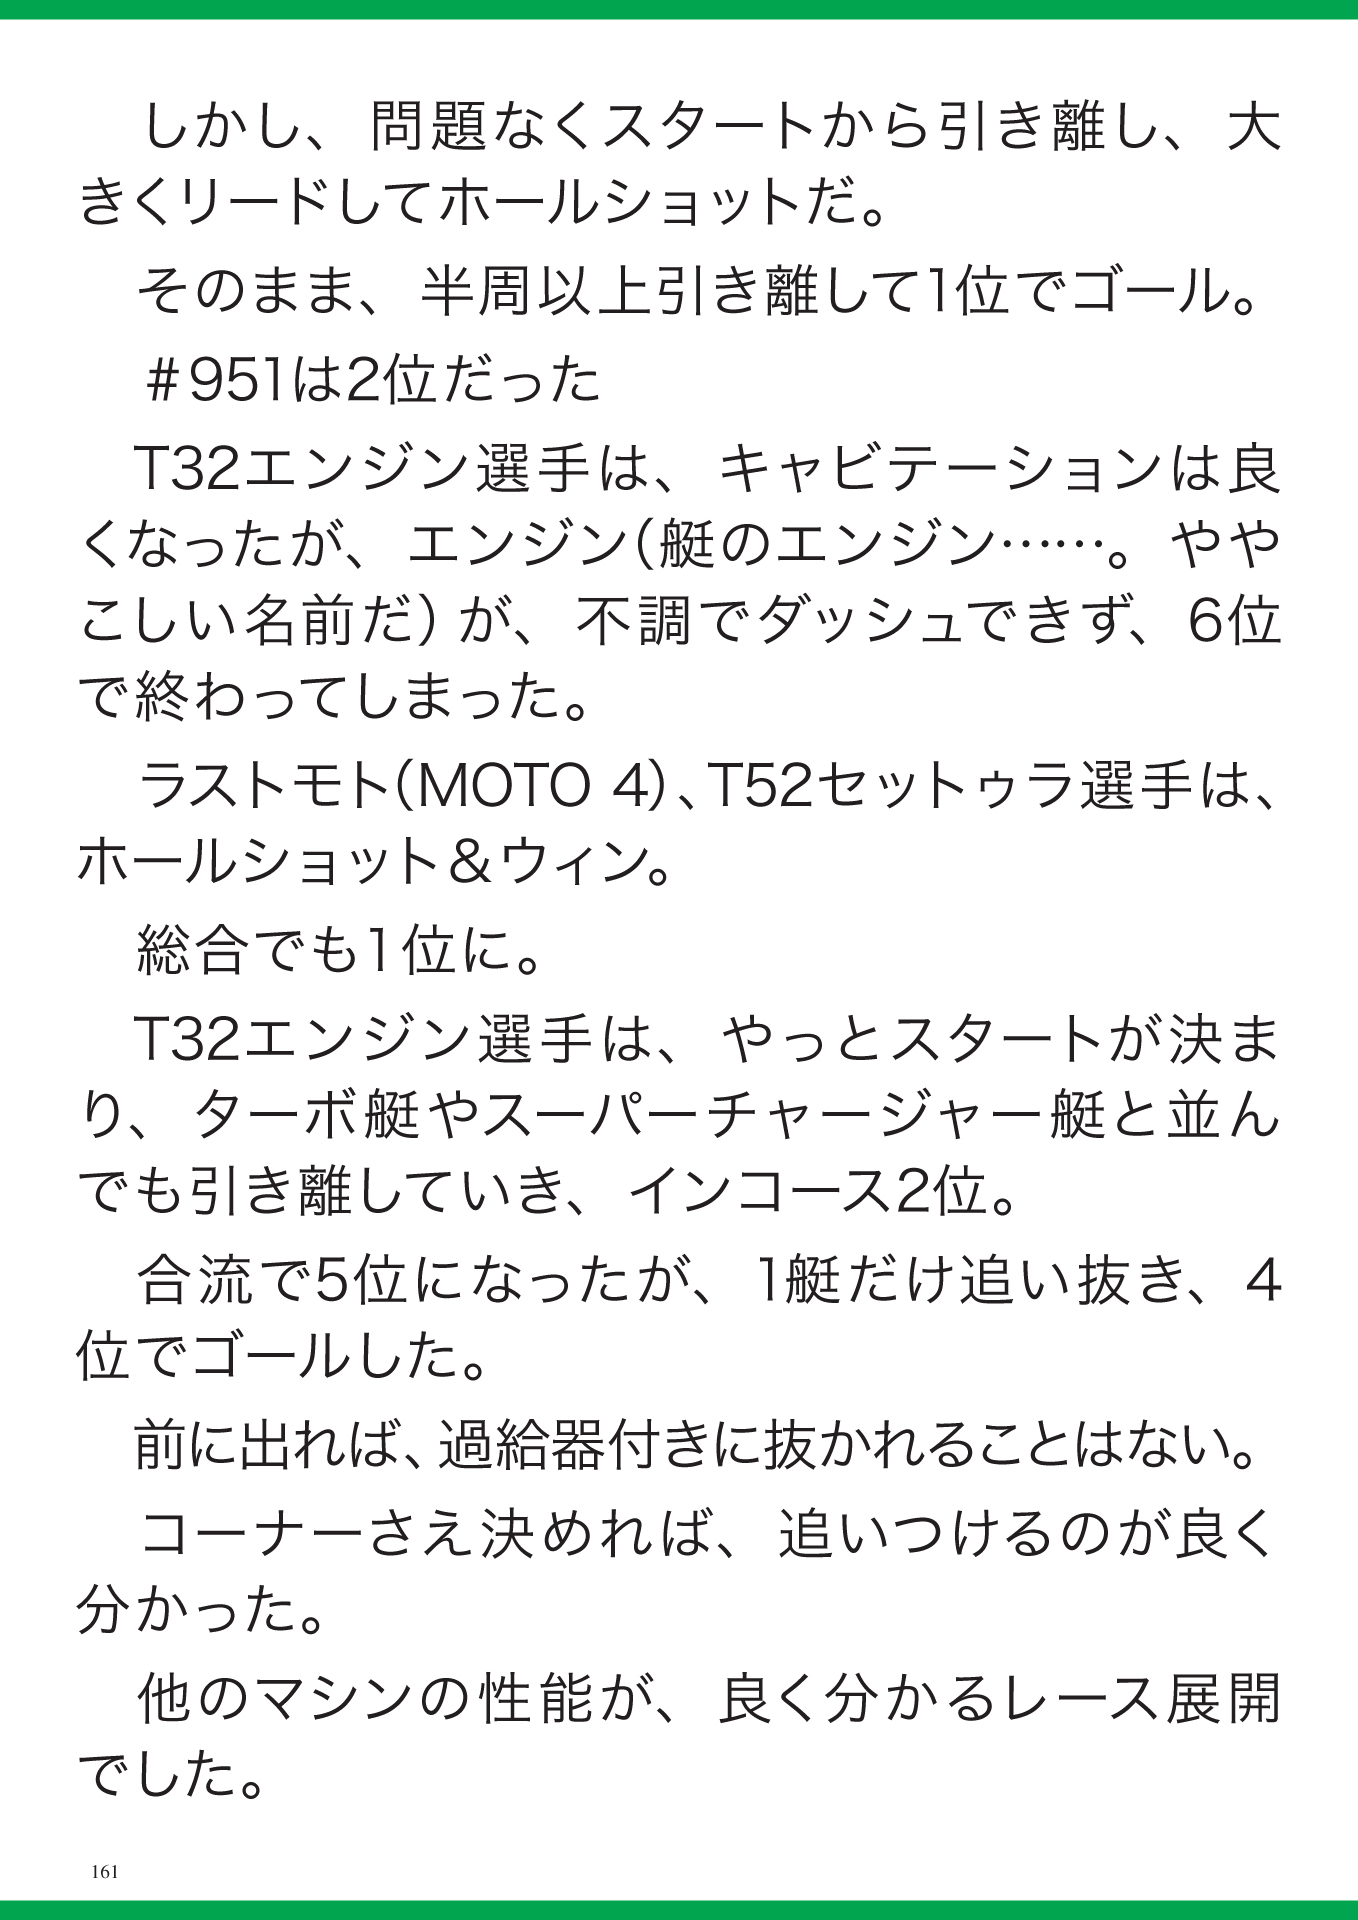 しかし、問題なくスタートから引き離し、大
きくリードしてホールショットだ。
そのまま、半周以上引き離して1位でゴール。
＃951は2位だった
T32エンジン選手は、キャビテーションは良
くなったが、エンジン（艇のエンジン……。やや
こしい名前だ）が、不調でダッシュできず、6位
で終わってしまった。
ラストモト（MOTO 4）、T52セットゥラ選手は、
ホールショット＆ウィン。
総合でも1位に。
T32エンジン選手は、やっとスタートが決ま
り、ターボ艇やスーパーチャージャー艇と並ん
でも引き離していき、インコース2位。
合流で5位になったが、1艇だけ追い抜き、4
位でゴールした。
前に出れば、過給器付きに抜かれることはない。
コーナーさえ決めれば、追いつけるのが良く
分かった。
他のマシンの性能が、良く分かるレース展開
でした。
161